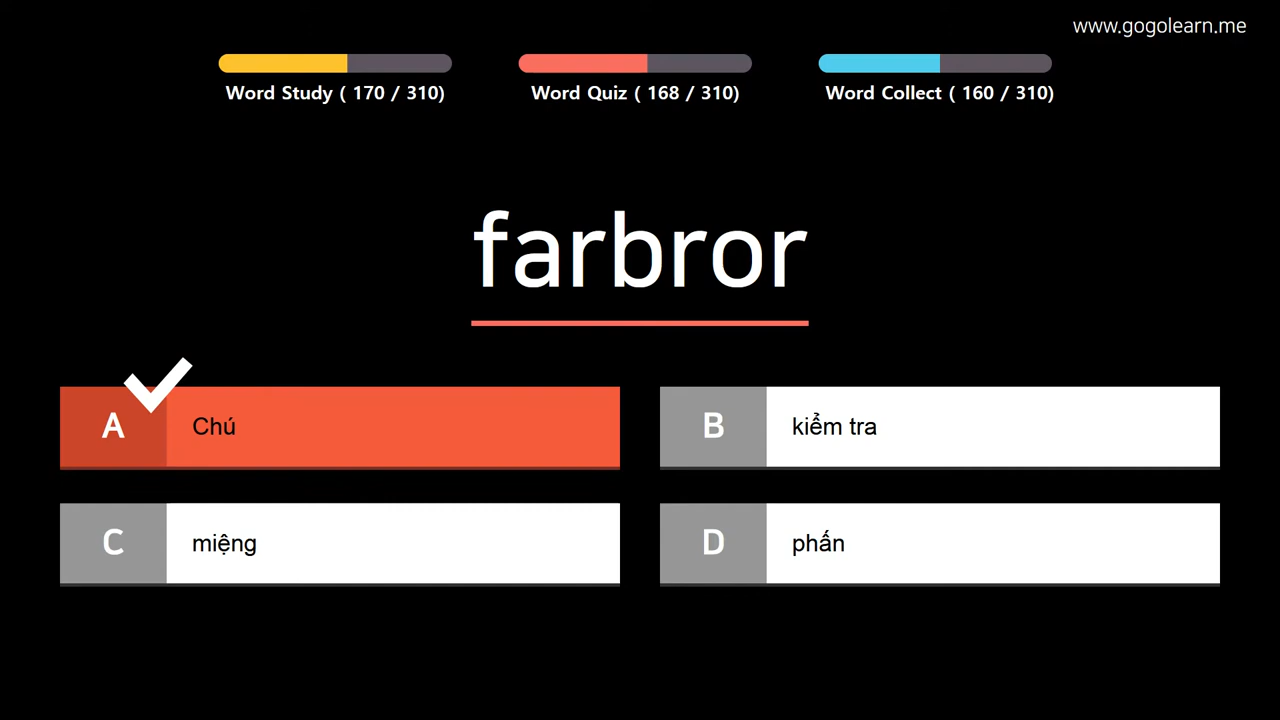 www.gogolearn.me
Word Study ( 170 / 310)
Word Quiz ( 168 / 310)
Word Collect ( 160 / 310)
farbror
A Chú
B kiểm tra
C miệng
D phấn